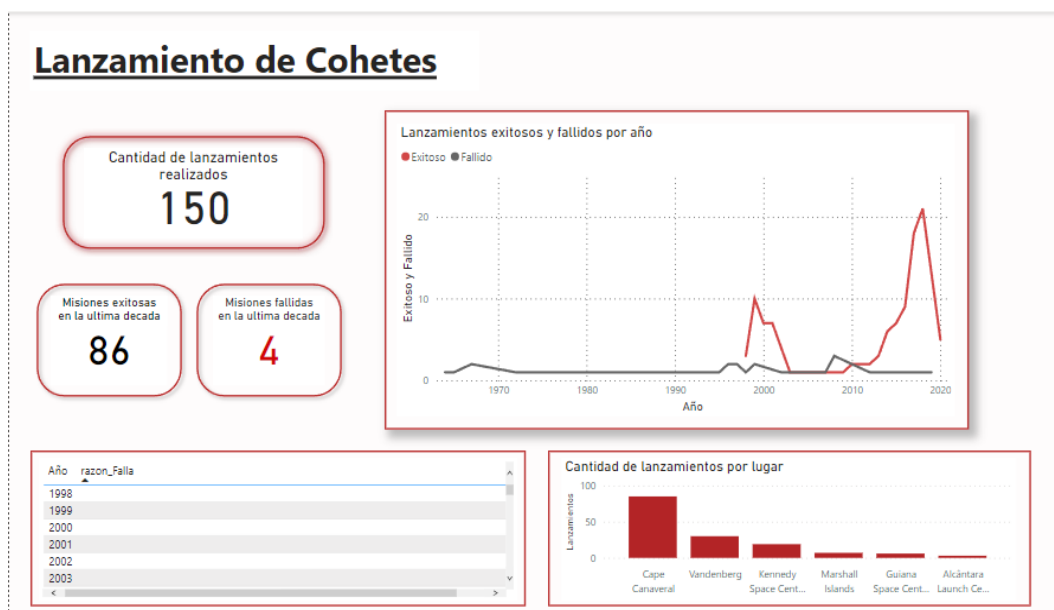 Lanzamiento de Cohetes
Cantidad de lanzamientos
realizados
150
Misiones exitosas
en la ultima decada
86
Misiones fallidas
en la ultima decada
4
Lanzamientos exitosos y fallidos por año
Exitoso Fallido
Exitoso y Fallido
20
10
0
1970 1980 1990 2000 2010 2020
Año
Año razon_Falla
1998
1999
2000
2001
2002
2003
Cantidad de lanzamientos por lugar
Lanzamientos
100
50
0
Cape
Canaveral
Vandenberg
Kennedy
Space Cent...
Marshall
Islands
Guiana
Space Cent...
Alcântara
Launch Ce...